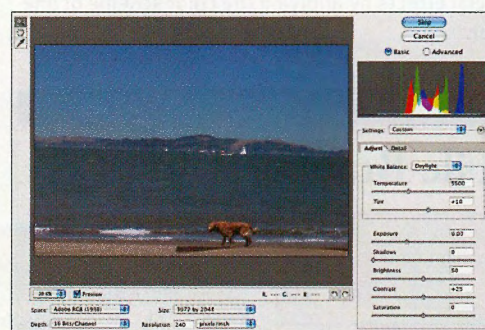 Skip
Cancel
Basic Advanced
Settings: Custom
Adjust Detail
White Balance: Daylight
Temperature 5500
Tint +10
Exposure 0.00
Shadows 0
Brightness 50
Contrast +25
Saturation 0
Preview
R: --- G: --- B: ---
Space: Adobe RGB (1998) Size: 3072 by 2048
Depth: 16 Bits/Channel Resolution: 240 pixels/inch